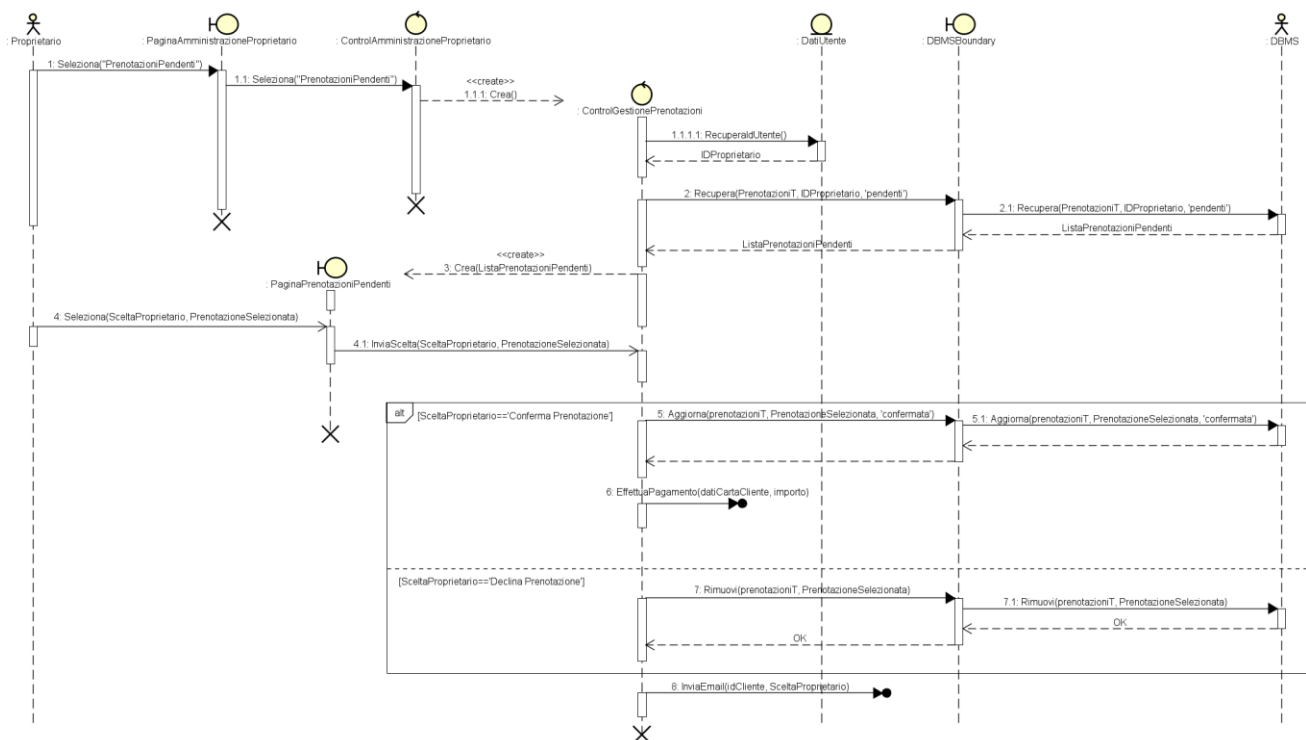 : Proprietario
: PaginaAmministrazioneProprietario
: ControlAmministrazioneProprietario
: DatiUtente
: DBMSBoundary
: DBMS
1: Seleziona("PrenotazioniPendenti")
1.1: Seleziona("PrenotazioniPendenti")
<<create>>
1.1.1: Crea()
: ControlGestionePrenotazioni
1.1.1.1: RecuperaIdUtente()
IDProprietario
2: Recupera(PrenotazioniT, IDProprietario, 'pendenti')
2.1: Recupera(PrenotazioniT, IDProprietario, 'pendenti')
ListaPrenotazioniPendenti
ListaPrenotazioniPendenti
<<create>>
3: Crea(ListaPrenotazioniPendenti)
: PaginaPrenotazioniPendenti
4: Seleziona(SceltaProprietario, PrenotazioneSelezionata)
4.1: InviaScelta(SceltaProprietario, PrenotazioneSelezionata)
alt
[SceltaProprietario=='Conferma Prenotazione']
5: Aggiorna(prenotazioniT, PrenotazioneSelezionata, 'confermata')
5.1: Aggiorna(prenotazioniT, PrenotazioneSelezionata, 'confermata')
6: EffettuaPagamento(datiCartaCliente, importo)
[SceltaProprietario=='Declina Prenotazione']
7: Rimuovi(prenotazioniT, PrenotazioneSelezionata)
7.1: Rimuovi(prenotazioniT, PrenotazioneSelezionata)
OK
OK
8: InviaEmail(idCliente, SceltaProprietario)